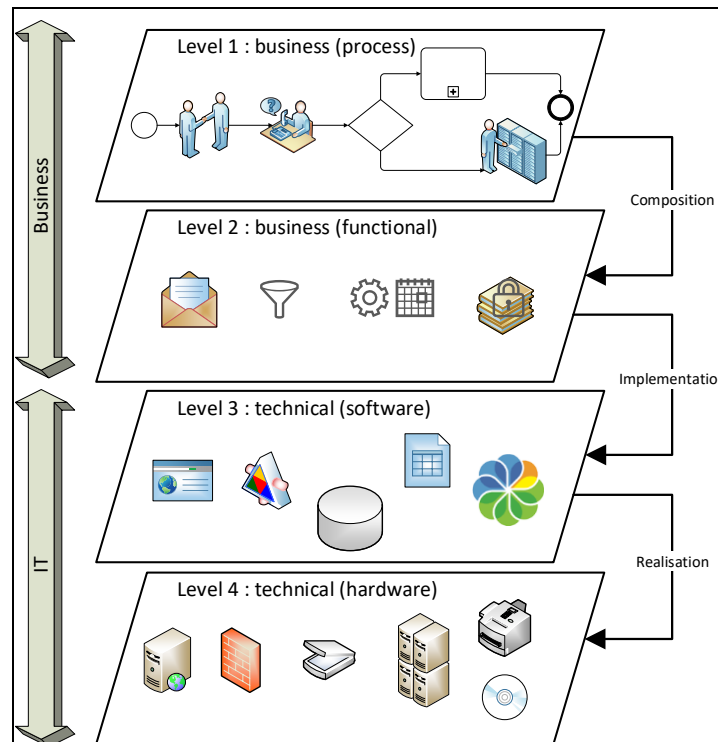 Level 1 : business (process)
Business
Composition
Level 2 : business (functional)
Implementatio
Level 3 : technical (software)
IT
Realisation
Level 4 : technical (hardware)